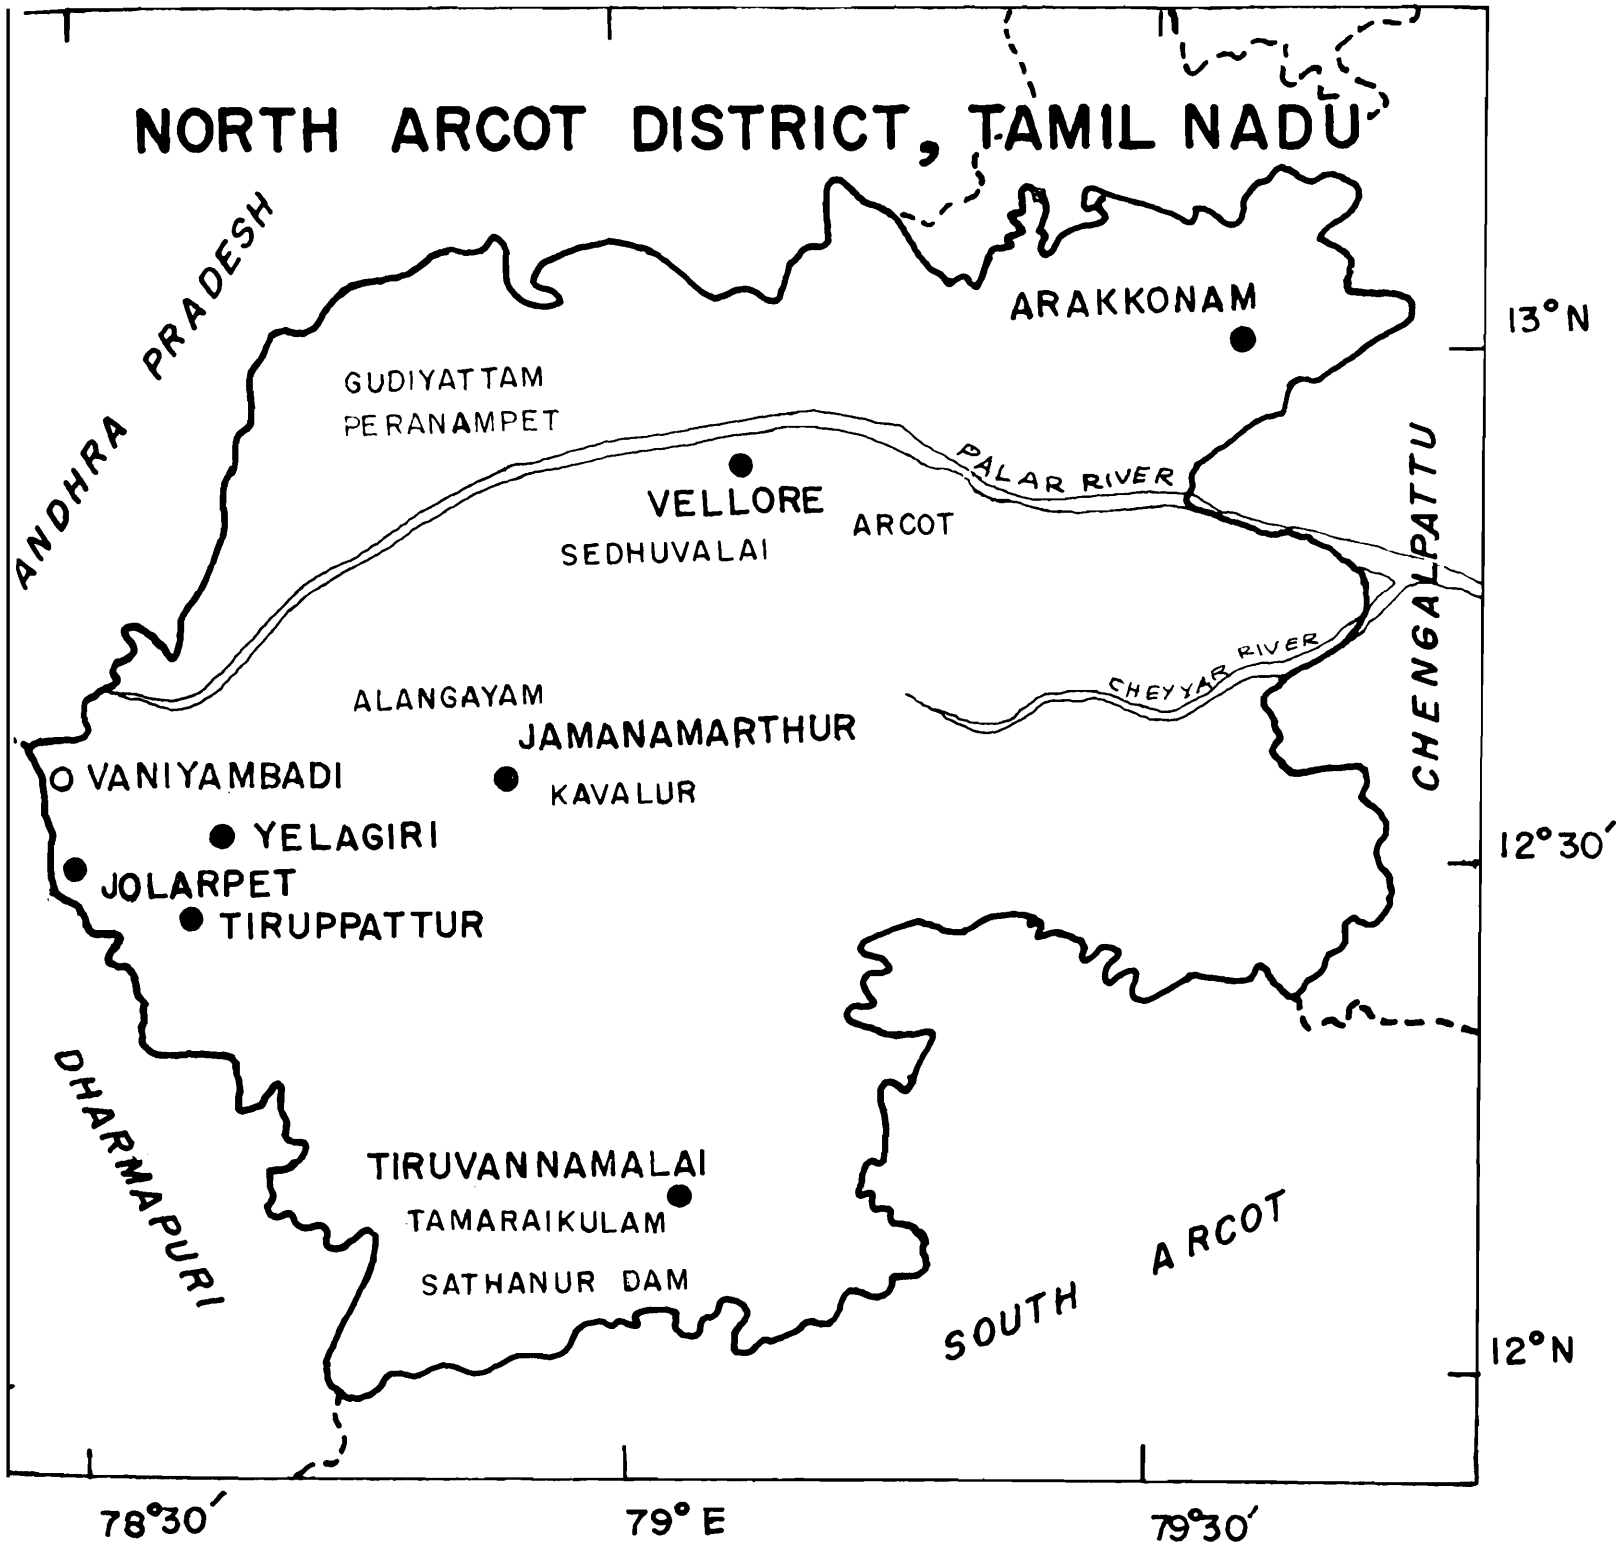 NORTH ARCOT DISTRICT, TAMIL NADU
ANDHRA PRADESH
ARAKKONAM
13°N
GUDIYATTAM
PERANAMPET
PALAR RIVER
VELLORE
ARCOT
SEDHUVALAI
CHENGALPATTU
CHEYYAR RIVER
ALANGAYAM
JAMANAMARTHUR
VANIYAMBADI
KAVALUR
YELAGIRI
12°30′
JOLARPET
TIRUPPATTUR
DHARMAPURI
TIRUVANNAMALAI
TAMARAIKULAM
SATHANUR DAM
SOUTH ARCOT
12°N
78°30′
79°E
79°30′